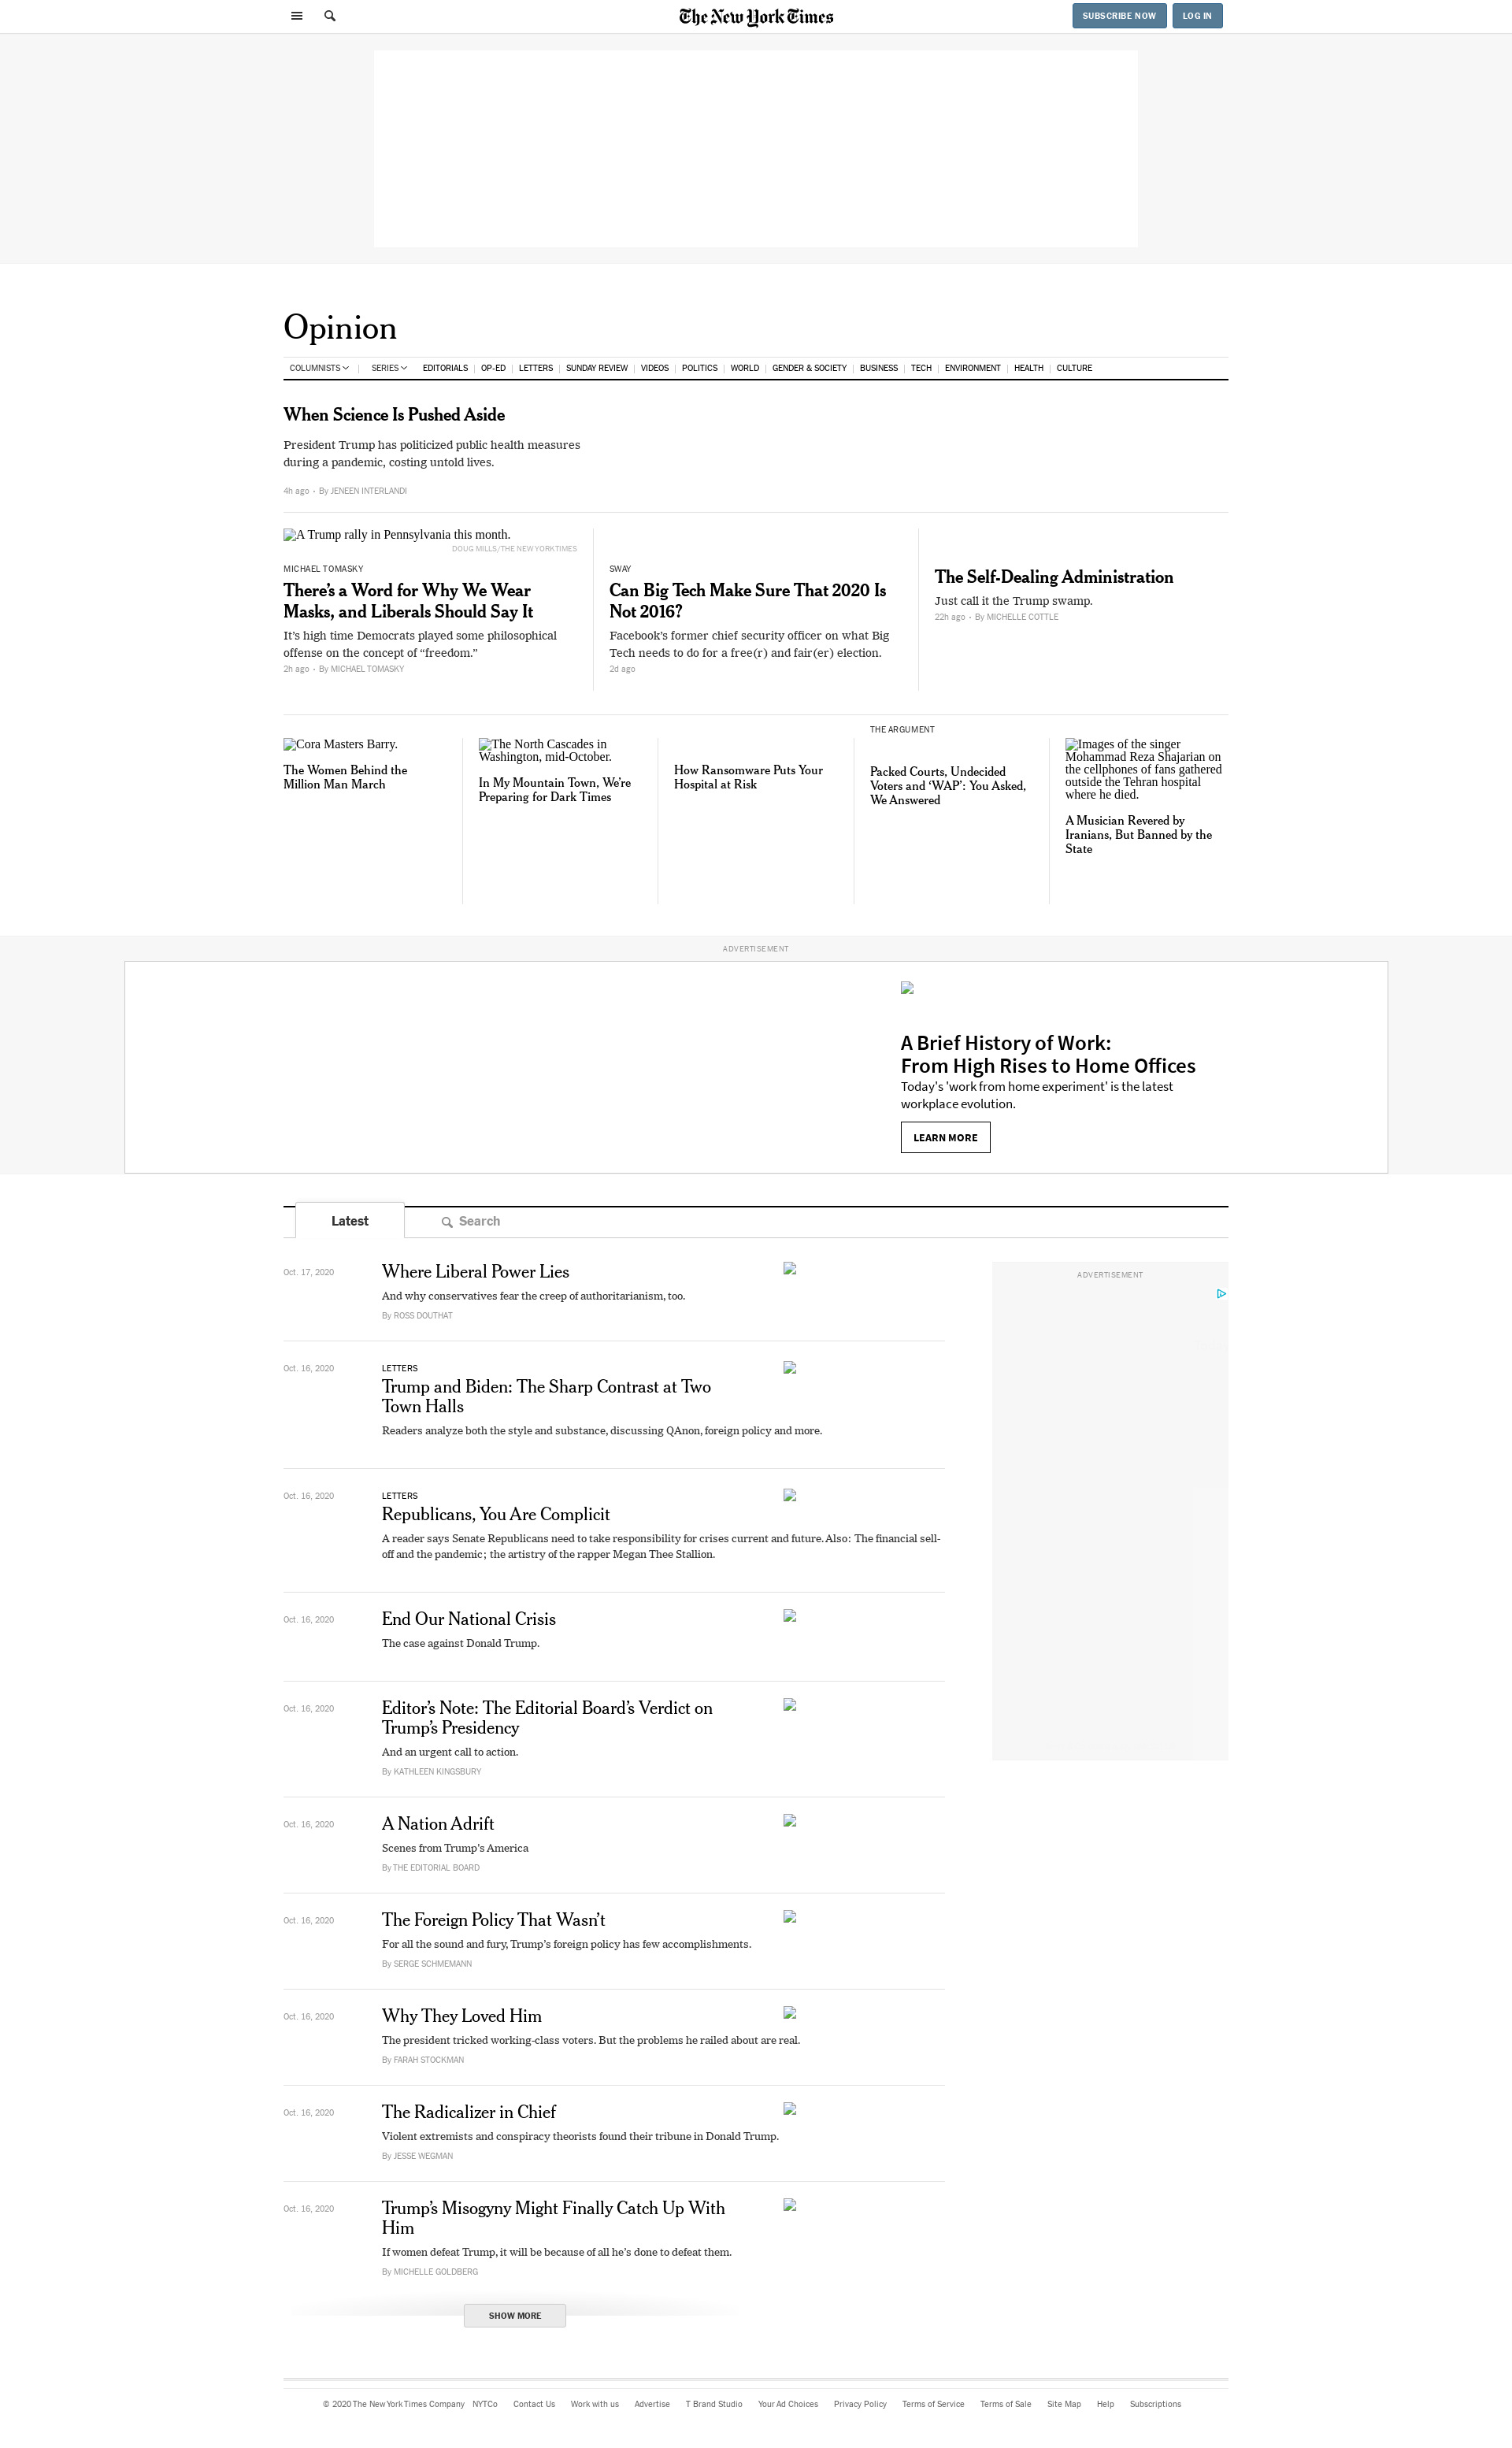 The New York Times
SUBSCRIBE NOW
LOG IN
Opinion
COLUMNISTS
SERIES
EDITORIALS
OP-ED
LETTERS
SUNDAY REVIEW
VIDEOS
POLITICS
WORLD
GENDER & SOCIETY
BUSINESS
TECH
ENVIRONMENT
HEALTH
CULTURE
When Science Is Pushed Aside
President Trump has politicized public health measures
during a pandemic, costing untold lives.
4h ago • By JENEEN INTERLANDI
A Trump rally in Pennsylvania this month.
DOUG MILLS/THE NEW YORK TIMES
MICHAEL TOMASKY
There’s a Word for Why We Wear
Masks, and Liberals Should Say It
It’s high time Democrats played some philosophical
offense on the concept of “freedom.”
2h ago • By MICHAEL TOMASKY
SWAY
Can Big Tech Make Sure That 2020 Is
Not 2016?
Facebook’s former chief security officer on what Big
Tech needs to do for a free(r) and fair(er) election.
2d ago
The Self-Dealing Administration
Just call it the Trump swamp.
22h ago • By MICHELLE COTTLE
Cora Masters Barry.
The Women Behind the
Million Man March
The North Cascades in
Washington, mid-October.
In My Mountain Town, We’re
Preparing for Dark Times
How Ransomware Puts Your
Hospital at Risk
THE ARGUMENT
Packed Courts, Undecided
Voters and ‘WAP’: You Asked,
We Answered
Images of the singer
Mohammad Reza Shajarian on
the cellphones of fans gathered
outside the Tehran hospital
where he died.
A Musician Revered by
Iranians, But Banned by the
State
ADVERTISEMENT
A Brief History of Work:
From High Rises to Home Offices
Today's 'work from home experiment' is the latest
workplace evolution.
LEARN MORE
Latest
Search
ADVERTISEMENT
Oct. 17, 2020
Where Liberal Power Lies
And why conservatives fear the creep of authoritarianism, too.
By ROSS DOUTHAT
Oct. 16, 2020
LETTERS
Trump and Biden: The Sharp Contrast at Two
Town Halls
Readers analyze both the style and substance, discussing QAnon, foreign policy and more.
Oct. 16, 2020
LETTERS
Republicans, You Are Complicit
A reader says Senate Republicans need to take responsibility for crises current and future. Also: The financial sell-
off and the pandemic; the artistry of the rapper Megan Thee Stallion.
Oct. 16, 2020
End Our National Crisis
The case against Donald Trump.
Oct. 16, 2020
Editor’s Note: The Editorial Board’s Verdict on
Trump’s Presidency
And an urgent call to action.
By KATHLEEN KINGSBURY
Oct. 16, 2020
A Nation Adrift
Scenes from Trump’s America
By THE EDITORIAL BOARD
Oct. 16, 2020
The Foreign Policy That Wasn’t
For all the sound and fury, Trump’s foreign policy has few accomplishments.
By SERGE SCHMEMANN
Oct. 16, 2020
Why They Loved Him
The president tricked working-class voters. But the problems he railed about are real.
By FARAH STOCKMAN
Oct. 16, 2020
The Radicalizer in Chief
Violent extremists and conspiracy theorists found their tribune in Donald Trump.
By JESSE WEGMAN
Oct. 16, 2020
Trump’s Misogyny Might Finally Catch Up With
Him
If women defeat Trump, it will be because of all he’s done to defeat them.
By MICHELLE GOLDBERG
SHOW MORE
© 2020 The New York Times Company
NYTCo
Contact Us
Work with us
Advertise
T Brand Studio
Your Ad Choices
Privacy Policy
Terms of Service
Terms of Sale
Site Map
Help
Subscriptions